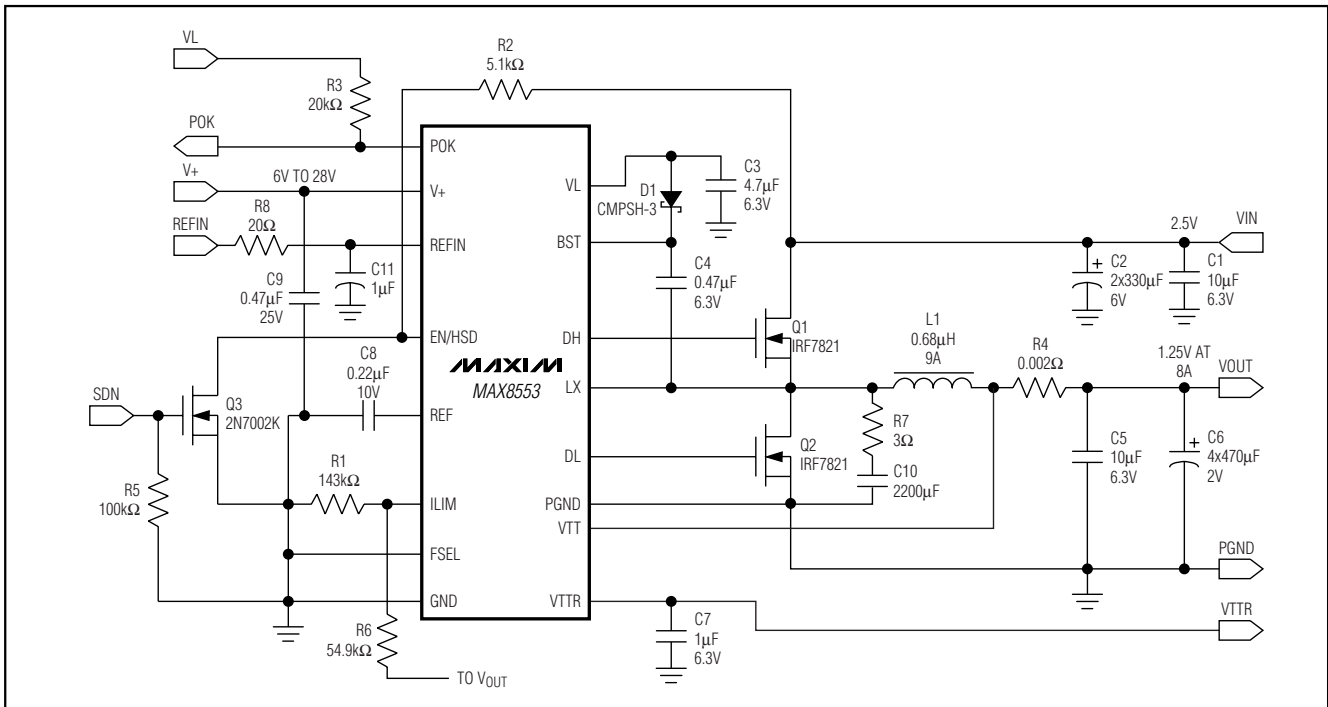 VL
R3
20kΩ
POK
V+
6V TO 28V
REFIN
R8
20Ω
C11
1µF
C9
0.47µF
25V
C8
0.22µF
10V
SDN
Q3
2N7002K
R5
100kΩ
R1
143kΩ
R6
54.9kΩ
TO VOUT
R2
5.1kΩ
POK
V+
REFIN
EN/HSD
REF
ILIM
FSEL
GND
MAXIM
MAX8553
VL
BST
DH
LX
DL
PGND
VTT
VTTR
D1
CMPSH-3
C3
4.7µF
6.3V
C4
0.47µF
6.3V
Q1
IRF7821
Q2
IRF7821
L1
0.68µH
9A
R7
3Ω
C10
2200µF
R4
0.002Ω
2.5V
VIN
+
C2
2x330µF
6V
C1
10µF
6.3V
1.25V AT
8A
VOUT
C5
10µF
6.3V
+
C6
4x470µF
2V
PGND
C7
1µF
6.3V
VTTR